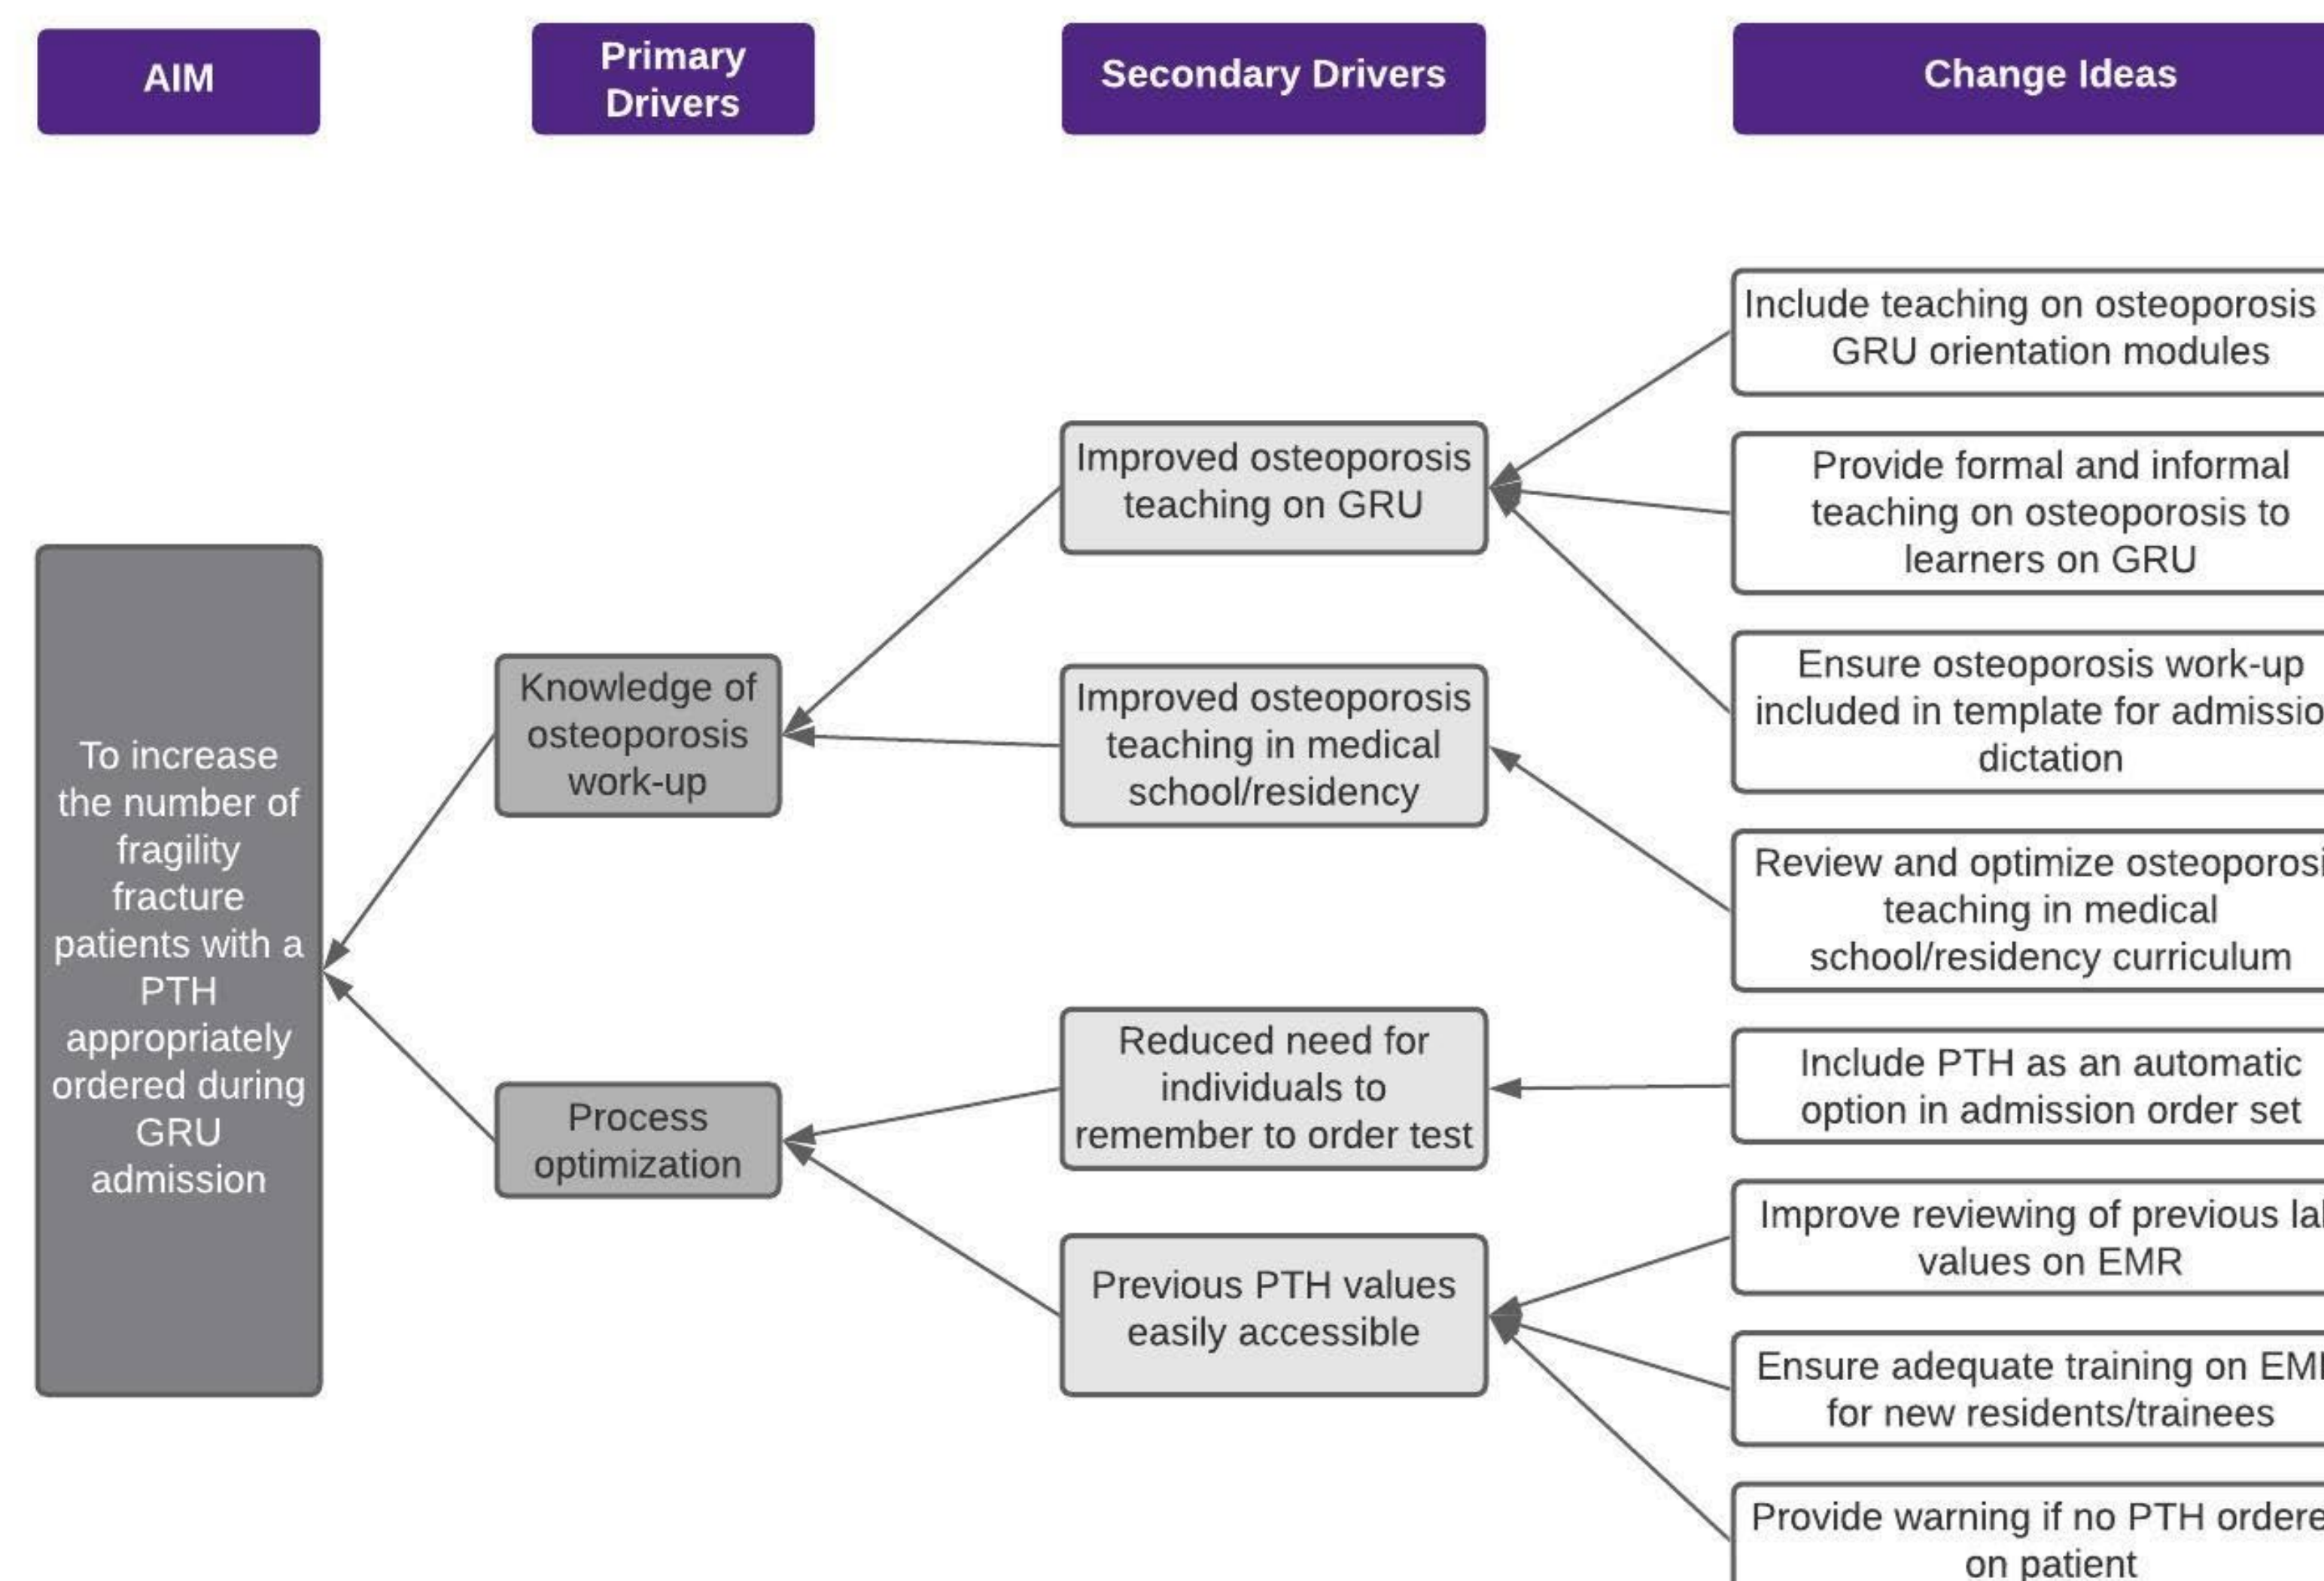 AIM
Primary
Drivers
Secondary Drivers
Change Ideas
To increase
the number of
fragility
fracture
patients with a
PTH
appropriately
ordered during
GRU
admission
Knowledge of
osteoporosis
work-up
Process
optimization
Improved osteoporosis
teaching on GRU
Improved osteoporosis
teaching in medical
school/residency
Reduced need for
individuals to
remember to order test
Previous PTH values
easily accessible
Include teaching on osteoporosis
GRU orientation modules
Provide formal and informal
teaching on osteoporosis to
learners on GRU
Ensure osteoporosis work-up
included in template for
dictation
Review and optimize
teaching in medical
school/residency curriculum
Include PTH as an automatic
option in admission order set
Improve reviewing of previous
values on EMR
Ensure adequate training on
for new residents/trainees
Provide warning if no PTH
on patient